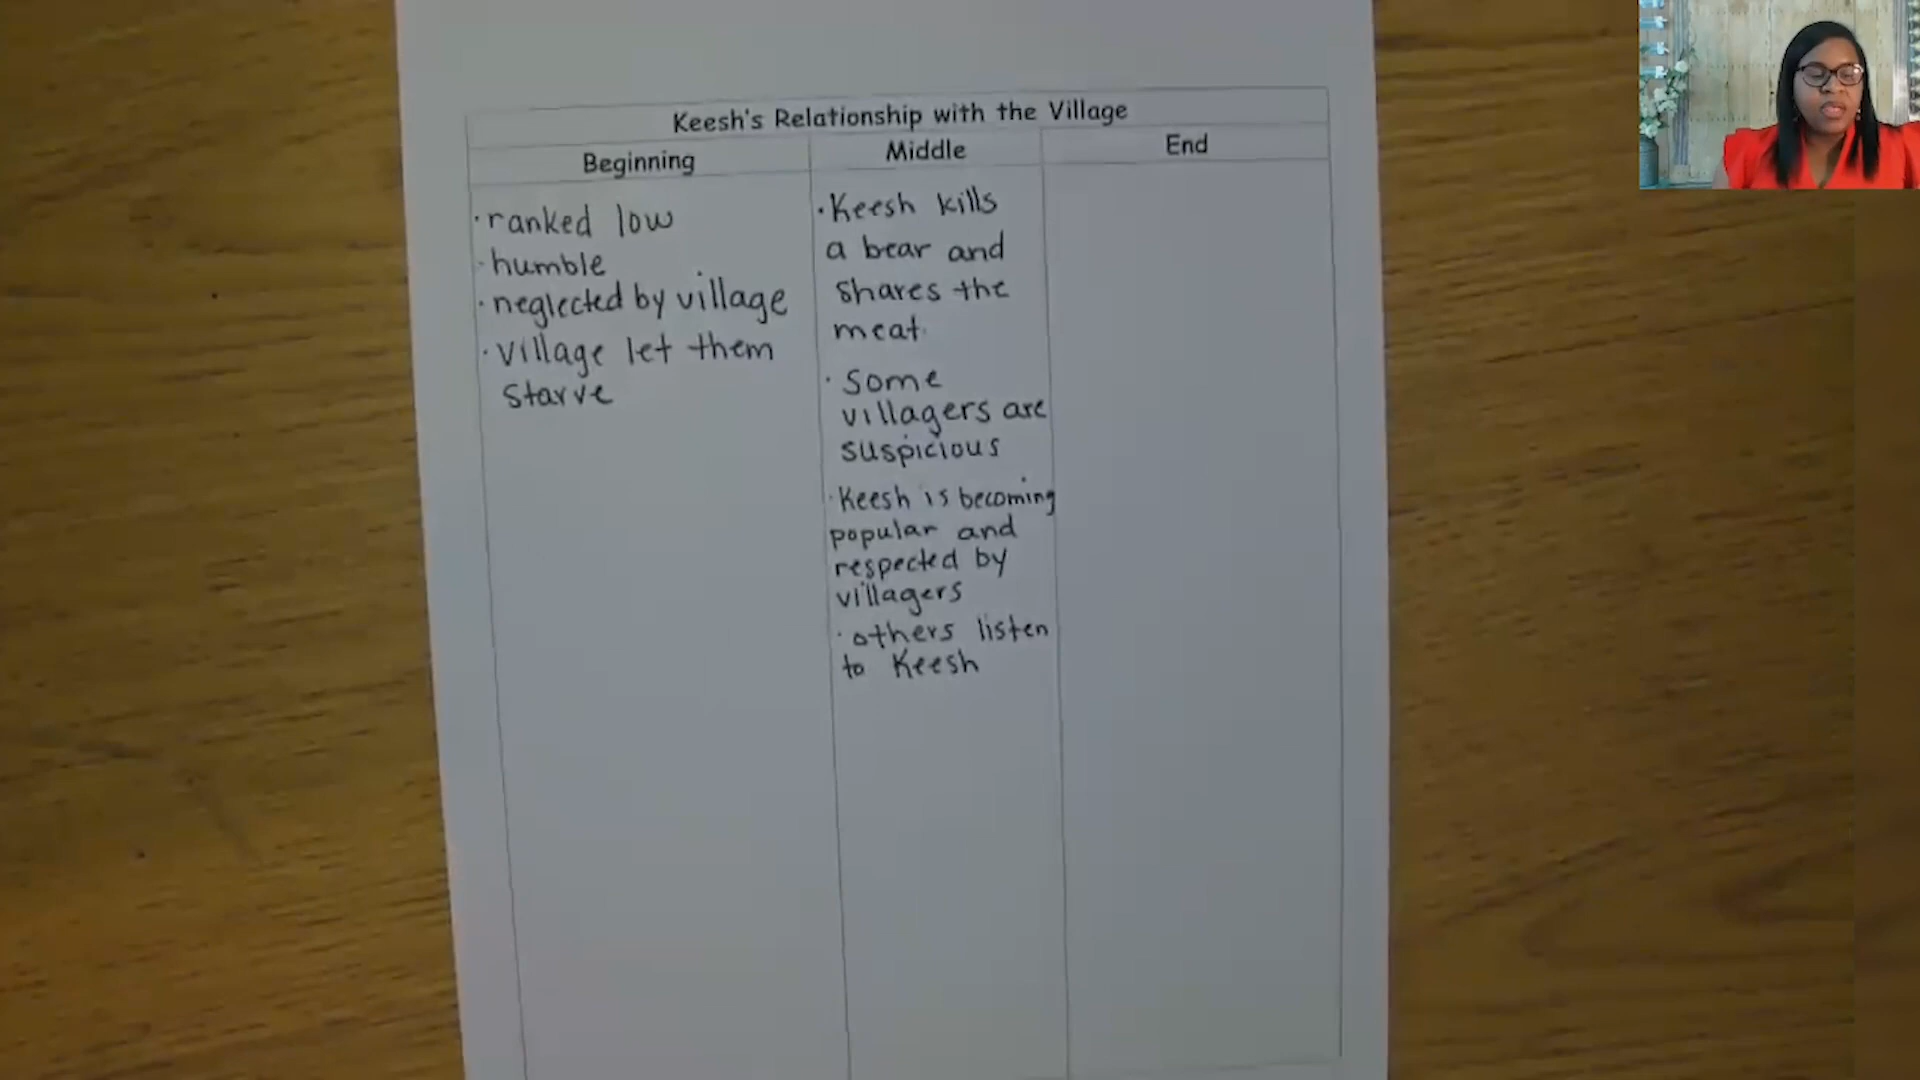 Keesh's Relationship with the Village
Beginning
Middle
End
· ranked low
· humble
· neglected by village
· village let them
starve
· Keesh kills
a bear and
shares the
meat.
· some
villagers are
suspicious
· Keesh is becoming
popular and
respected by
villagers
· others listen
to Keesh